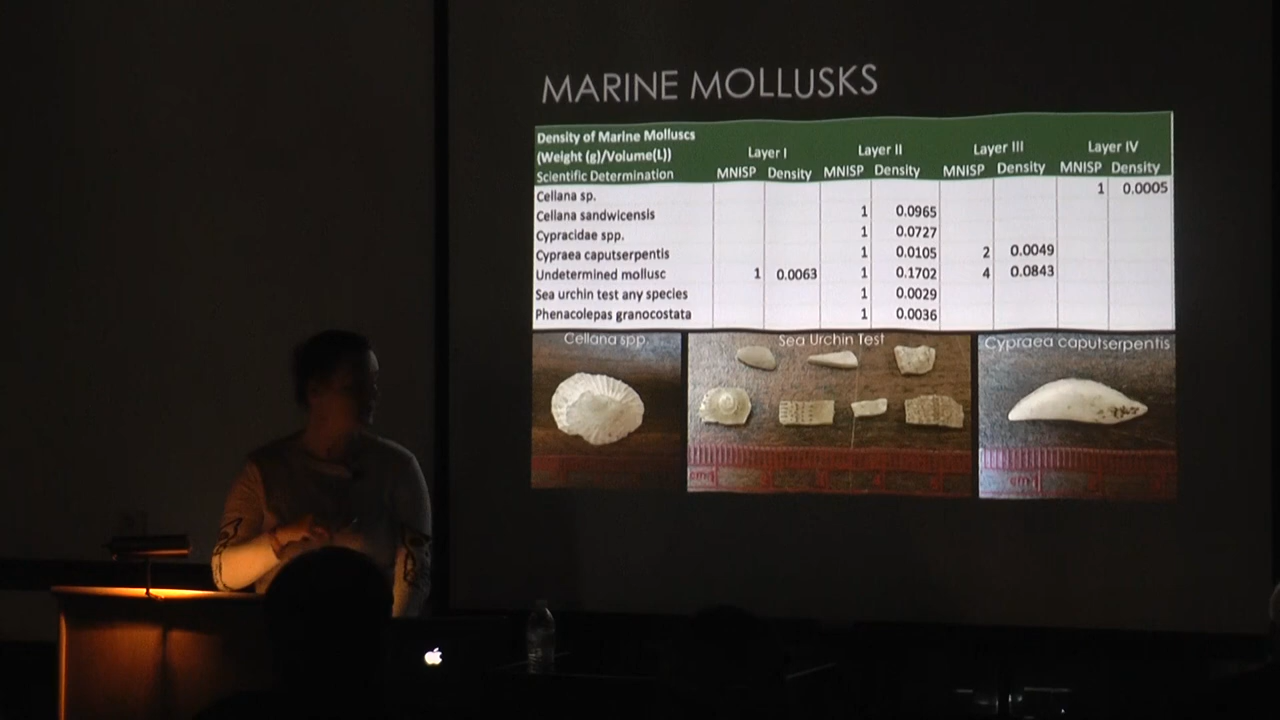 MARINE MOLLUSKS
Density of Marine Molluscs
(Weight (g)/Volume(L)) Layer I Layer II Layer III Layer IV
Scientific Determination MNISP Density MNISP Density MNISP Density MNISP Density
Cellana sp. 1 0.0005
Cellana sandwicensis 1 0.0965
Cypracidae spp. 1 0.0727
Cypraea caputserpentis 1 0.0105 2 0.0049
Undetermined mollusc 1 0.0063 1 0.1702 4 0.0843
Sea urchin test any species 1 0.0029
Phenacolepas granocostata 1 0.0036
Cellana spp. Sea Urchin Test Cypraea caputserpentis
cm1 cm1